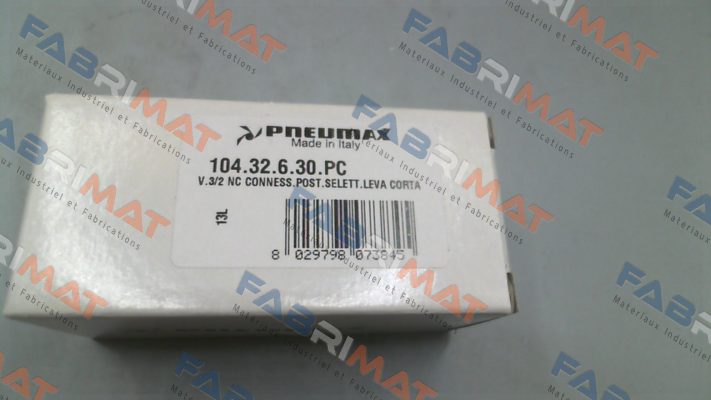 PNEUMAX
Made in Italy
104.32.6.30.PC
V.3/2 NC CONNESS.POST.SELETT.LEVA CORTA
13L
8 029798 073845
FABRIMAT
Materiaux Industriel et Fabrications